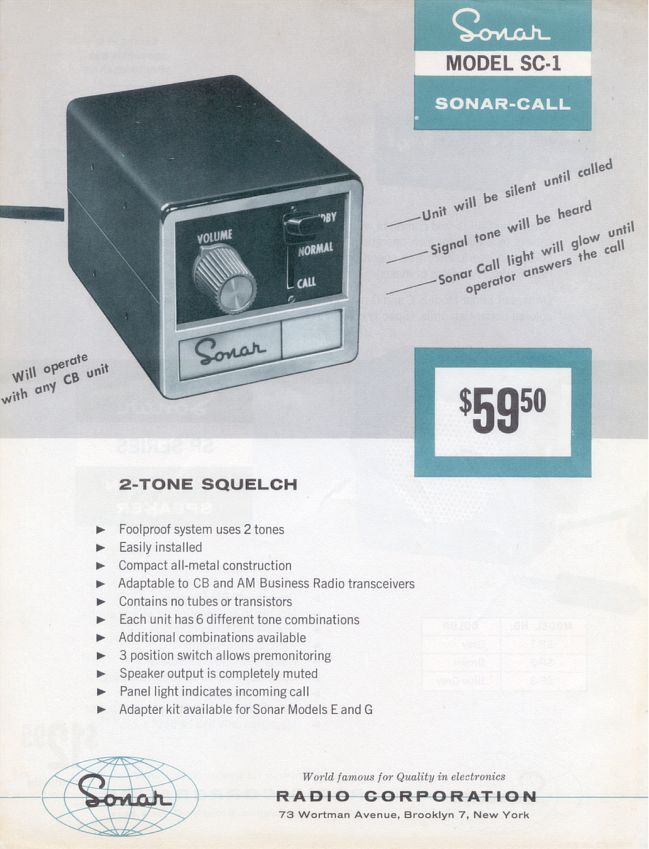 Sonar
MODEL SC-1
SONAR-CALL
Unit will be silent until called
Signal tone will be heard
Sonar Call light will glow until
operator answers the call
VOLUME
DBY
NORMAL
CALL
Sonar
Will operate
with any CB unit
$59 50
2-TONE SQUELCH
► Foolproof system uses 2 tones
► Easily installed
► Compact all-metal construction
► Adaptable to CB and AM Business Radio transceivers
► Contains no tubes or transistors
► Each unit has 6 different tone combinations
► Additional combinations available
► 3 position switch allows premonitoring
► Speaker output is completely muted
► Panel light indicates incoming call
► Adapter kit available for Sonar Models E and G
Sonar
World famous for Quality in electronics
RADIO CORPORATION
73 Wortman Avenue, Brooklyn 7, New York